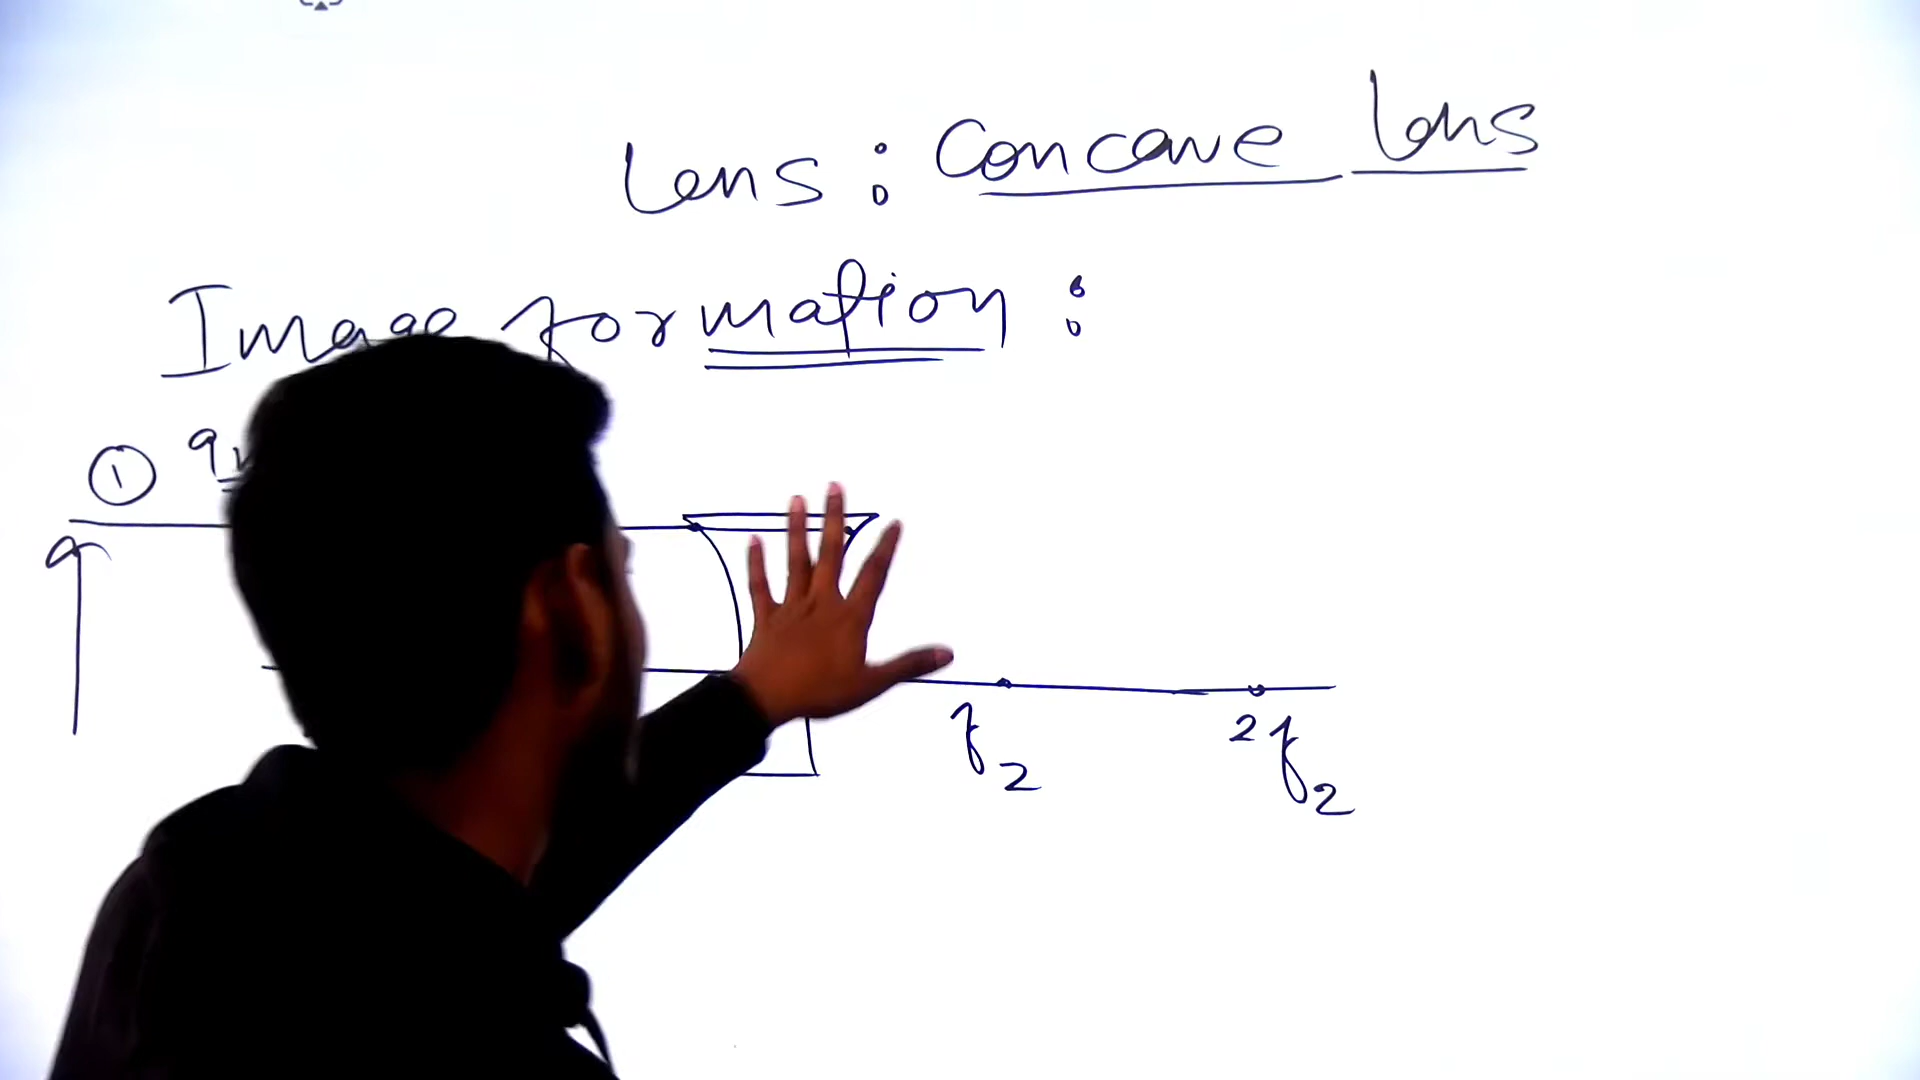 Lens : Concave lens
Image formation :
①
f2
2f2